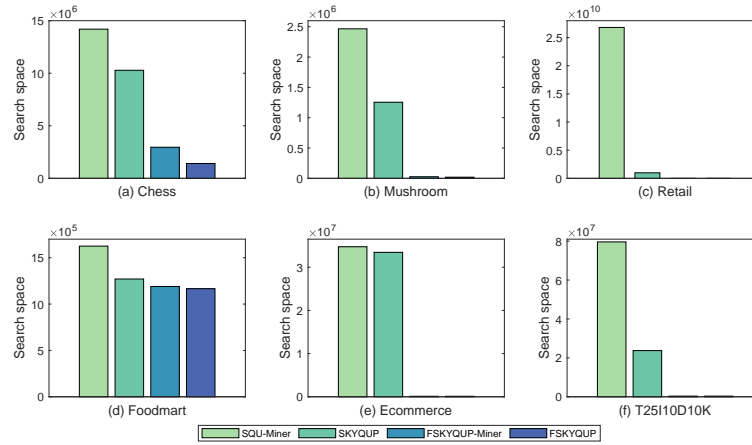 ×10^6
15
10
5
0
Search space
(a) Chess
×10^6
2.5
2
1.5
1
0.5
0
Search space
(b) Mushroom
×10^10
2.5
2
1.5
1
0.5
0
Search space
(c) Retail
×10^5
15
10
5
0
Search space
(d) Foodmart
×10^7
3
2
1
0
Search space
(e) Ecommerce
×10^7
8
6
4
2
0
Search space
(f) T25I10D10K
SQU-Miner SKYQUP FSKYQUP-Miner FSKYQUP